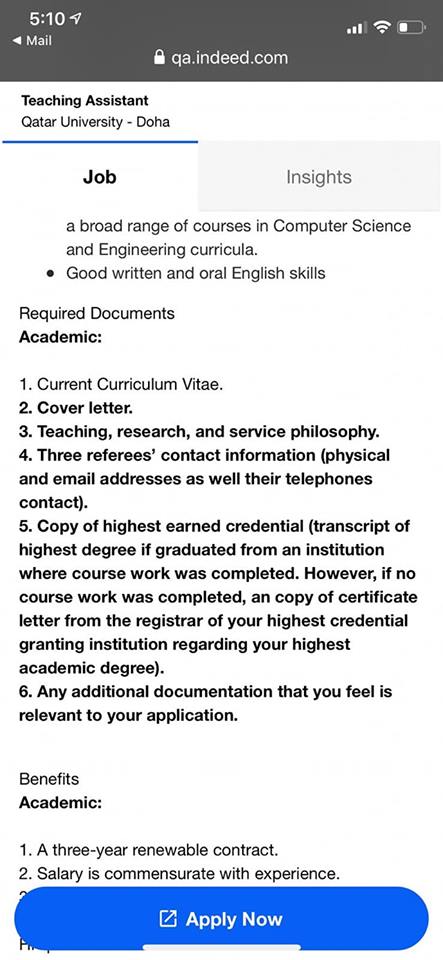 5:10
◀ Mail
qa.indeed.com
Teaching Assistant
Qatar University - Doha
Job
Insights
a broad range of courses in Computer Science
and Engineering curricula.
• Good written and oral English skills
Required Documents
Academic:
1. Current Curriculum Vitae.
2. Cover letter.
3. Teaching, research, and service philosophy.
4. Three referees’ contact information (physical
and email addresses as well their telephones
contact).
5. Copy of highest earned credential (transcript of
highest degree if graduated from an institution
where course work was completed. However, if no
course work was completed, an copy of certificate
letter from the registrar of your highest credential
granting institution regarding your highest
academic degree).
6. Any additional documentation that you feel is
relevant to your application.
Benefits
Academic:
1. A three-year renewable contract.
2. Salary is commensurate with experience.
Apply Now